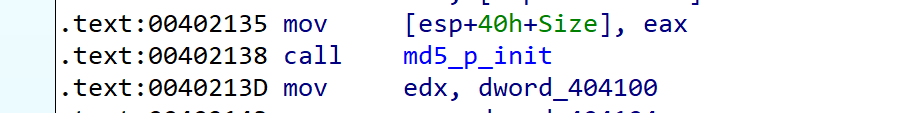 .text:00402135 mov [esp+40h+Size], eax
.text:00402138 call md5_p_init
.text:0040213D mov edx, dword_404100